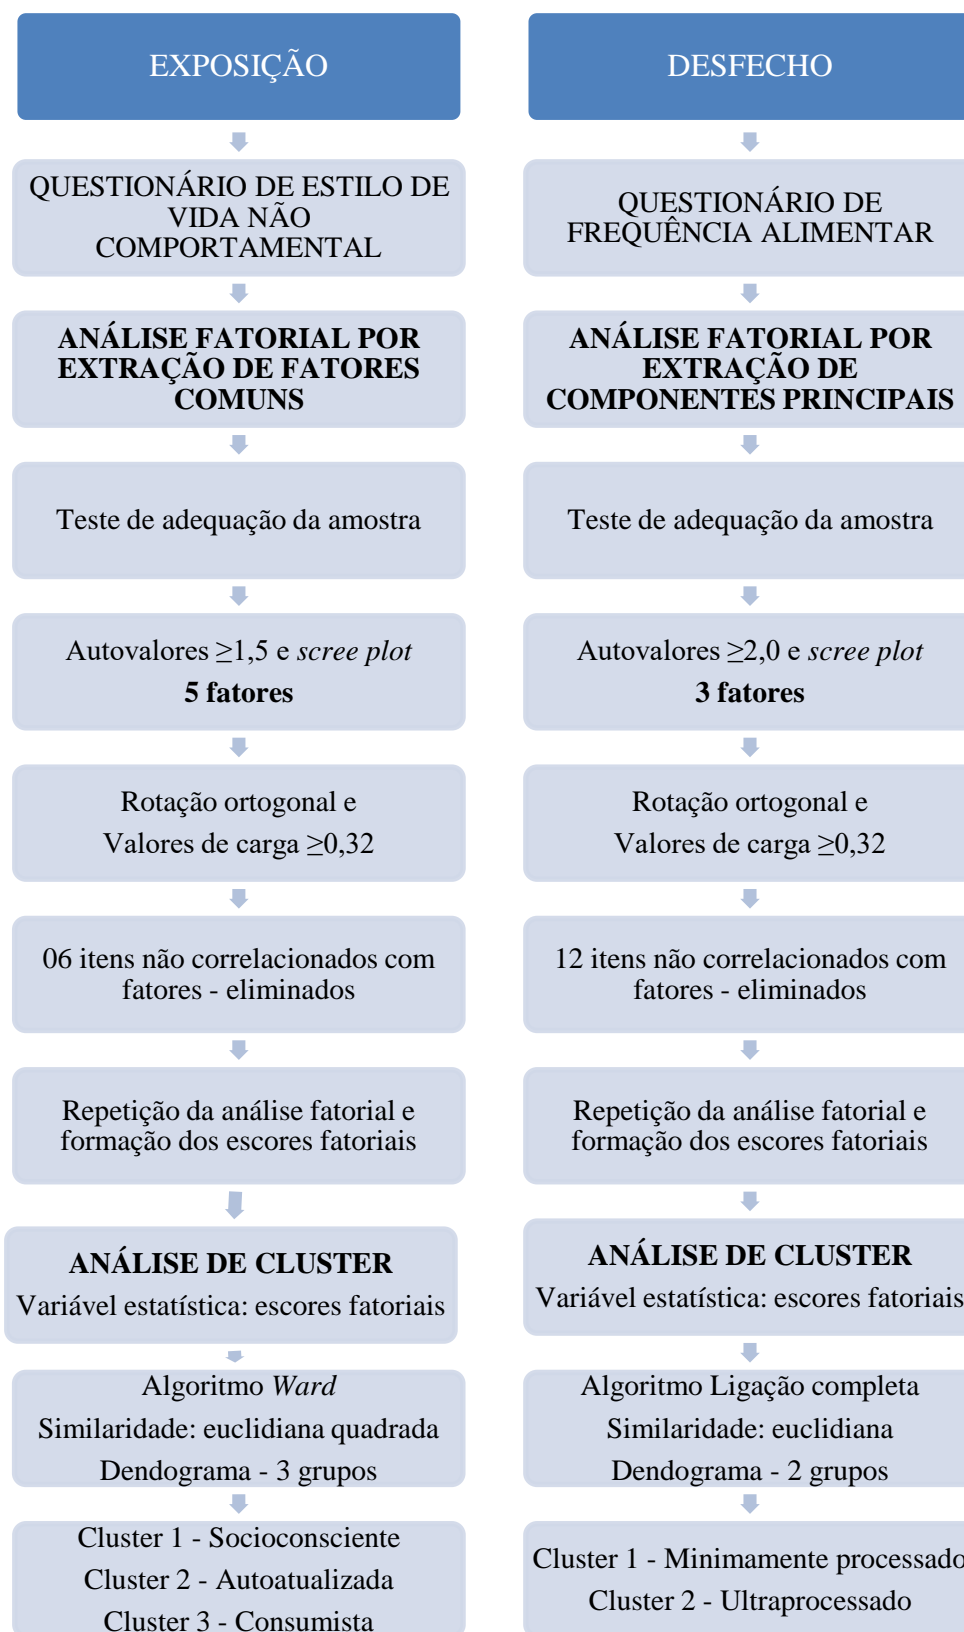 EXPOSIÇÃO
QUESTIONÁRIO DE ESTILO DE
VIDA NÃO
COMPORTAMENTAL
ANÁLISE FATORIAL POR
EXTRAÇÃO DE FATORES
COMUNS
Teste de adequação da amostra
Autovalores ≥1,5 e scree plot
5 fatores
Rotação ortogonal e
Valores de carga ≥0,32
06 itens não correlacionados com
fatores - eliminados
Repetição da análise fatorial e
formação dos escores fatoriais
ANÁLISE DE CLUSTER
Variável estatística: escores fatoriais
Algoritmo Ward
Similaridade: euclidiana quadrada
Dendograma - 3 grupos
Cluster 1 - Socioconsciente
Cluster 2 - Autoatualizada
Cluster 3 - Consumista
DESFECHO
QUESTIONÁRIO DE
FREQUÊNCIA ALIMENTAR
ANÁLISE FATORIAL POR
EXTRAÇÃO DE
COMPONENTES PRINCIPAIS
Teste de adequação da amostra
Autovalores ≥2,0 e scree plot
3 fatores
Rotação ortogonal e
Valores de carga ≥0,32
12 itens não correlacionados com
fatores - eliminados
Repetição da análise fatorial e
formação dos escores fatoriais
ANÁLISE DE CLUSTER
Variável estatística: escores fatoriais
Algoritmo Ligação completa
Similaridade: euclidiana
Dendograma - 2 grupos
Cluster 1 - Minimamente processado
Cluster 2 - Ultraprocessado